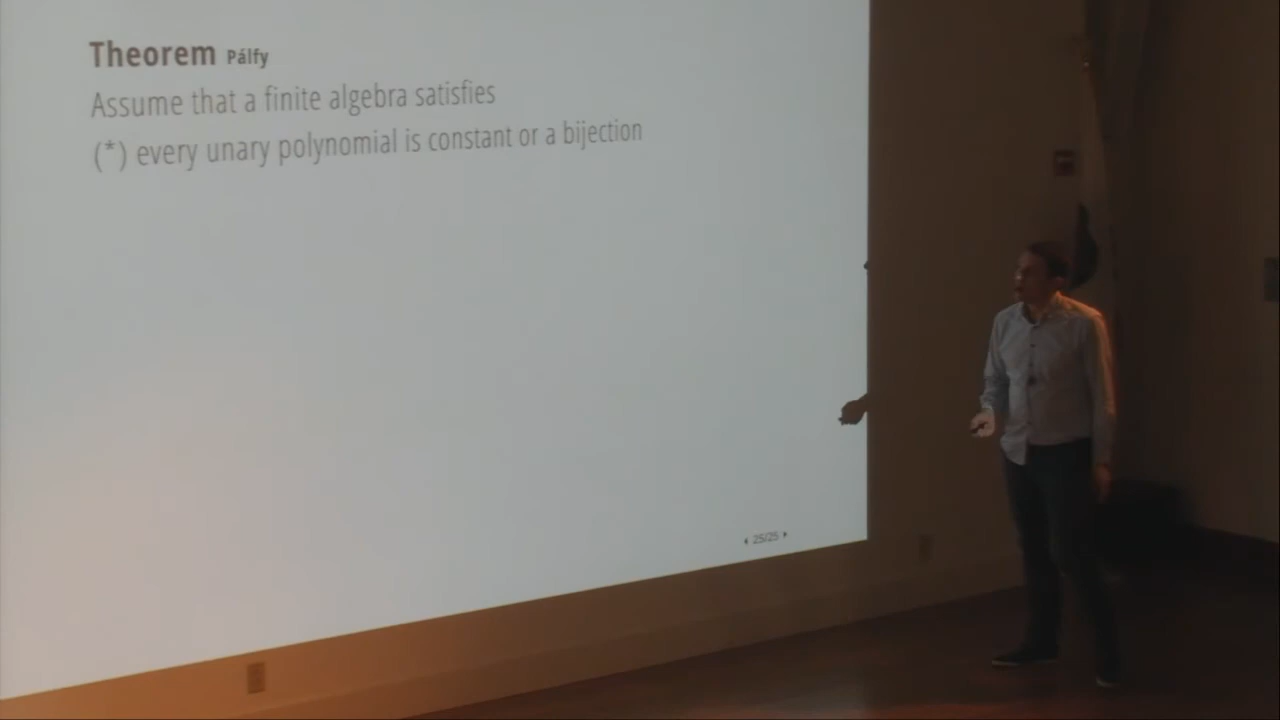 Theorem Pálfy
Assume that a finite algebra satisfies
(*) every unary polynomial is constant or a bijection
25/25